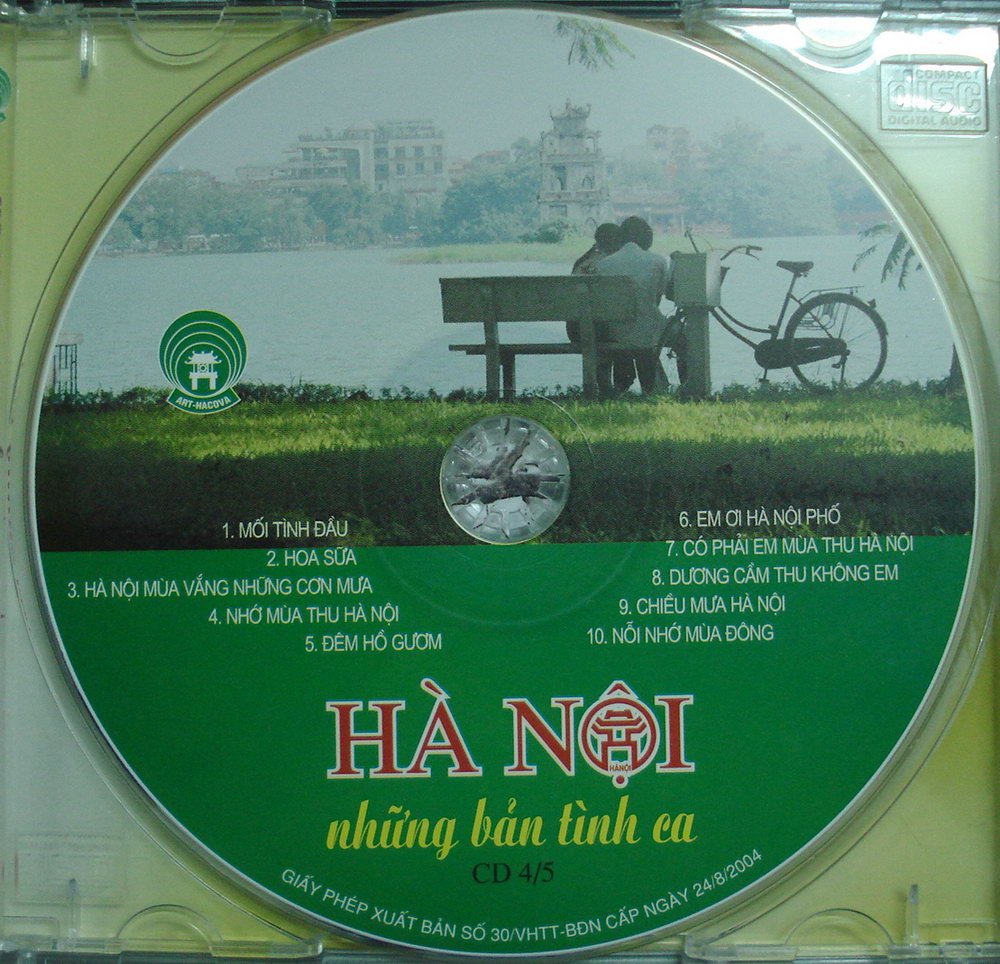 COMPACT
disc
DIGITAL AUDIO
ART-HACOVA
1. MỐI TÌNH ĐẦU
2. HOA SỮA
3. HÀ NỘI MÙA VẮNG NHỮNG CƠN MƯA
4. NHỚ MÙA THU HÀ NỘI
5. ĐÊM HỒ GƯƠM
6. EM ƠI HÀ NỘI PHỐ
7. CÓ PHẢI EM MÙA THU HÀ NỘI
8. DƯƠNG CẦM THU KHÔNG EM
9. CHIỀU MƯA HÀ NỘI
10. NỖI NHỚ MÙA ĐÔNG
HÀ NỘI
HÀNỘI
những bản tình ca
CD 4/5
GIẤY PHÉP XUẤT BẢN SỐ 30/VHTT-BĐN CẤP NGÀY 24/8/2004